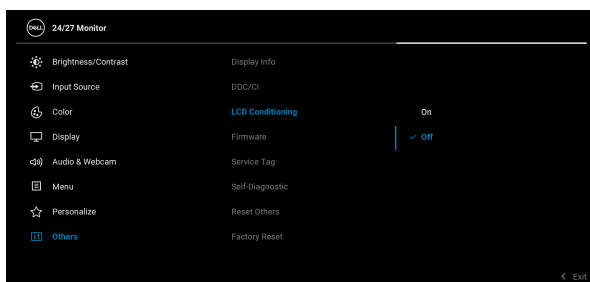 DELL 24/27 Monitor
Brightness/Contrast Display Info
Input Source DDC/CI
Color LCD Conditioning On
Display Firmware Off
Audio & Webcam Service Tag
Menu Self-Diagnostic
Personalize Reset Others
Others Factory Reset
Exit